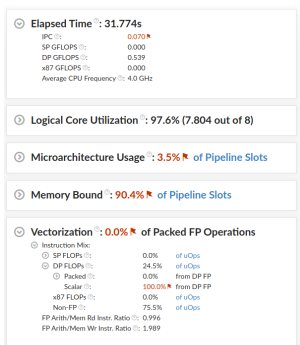 Elapsed Time: 31.774s
IPC: 0.070
SP GFLOPS: 0.000
DP GFLOPS: 0.539
x87 GFLOPS: 0.000
Average CPU Frequency: 4.0 GHz
Logical Core Utilization: 97.6% (7.804 out of 8)
Microarchitecture Usage: 3.5% of Pipeline Slots
Memory Bound: 90.4% of Pipeline Slots
Vectorization: 0.0% of Packed FP Operations
Instruction Mix:
SP FLOPs: 0.0% of uOps
DP FLOPs: 24.5% of uOps
Packed: 0.0% from DP FP
Scalar: 100.0% from DP FP
x87 FLOPs: 0.0% of uOps
Non-FP: 75.5% of uOps
FP Arith/Mem Rd Instr. Ratio: 0.996
FP Arith/Mem Wr Instr. Ratio: 1.989